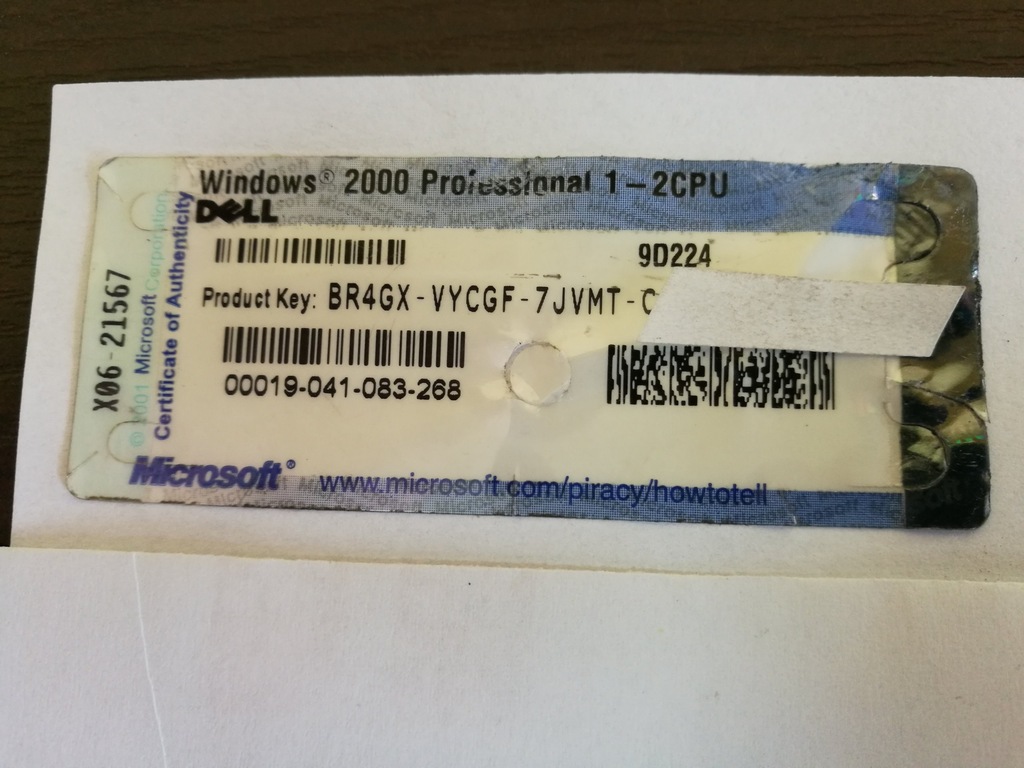 Windows® 2000 Professional 1-2CPU
DELL
9D224
Product Key: BR4GX-VYCGF-7JVMT-C
00019-041-083-268
Microsoft® www.microsoft.com/piracy/howtotell
X06-21567
© 2001 Microsoft Corporation
Certificate of Authenticity